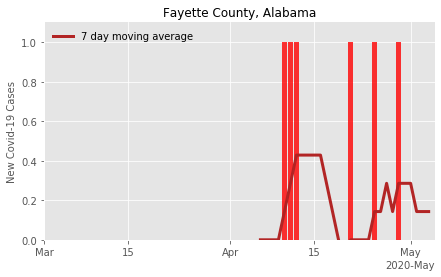 Fayette County, Alabama
7 day moving average
New Covid-19 Cases
1.0
0.8
0.6
0.4
0.2
0.0
Mar 15 Apr 15 May
2020-May